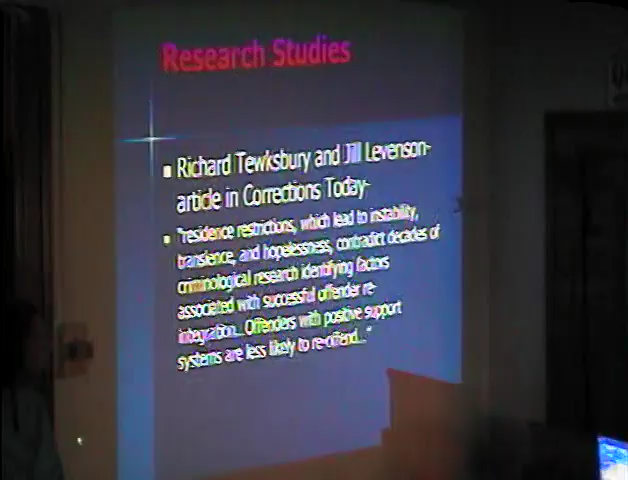 Research Studies
Richard Tewksbury and Jill Levenson-
article in Corrections Today-
"residence restrictions, which lead to instability,
transience, and hopelessness, contradict decades of
criminological research identifying factors
associated with successful offender re-
integration... Offenders with positive support
systems are less likely to re-offend..."